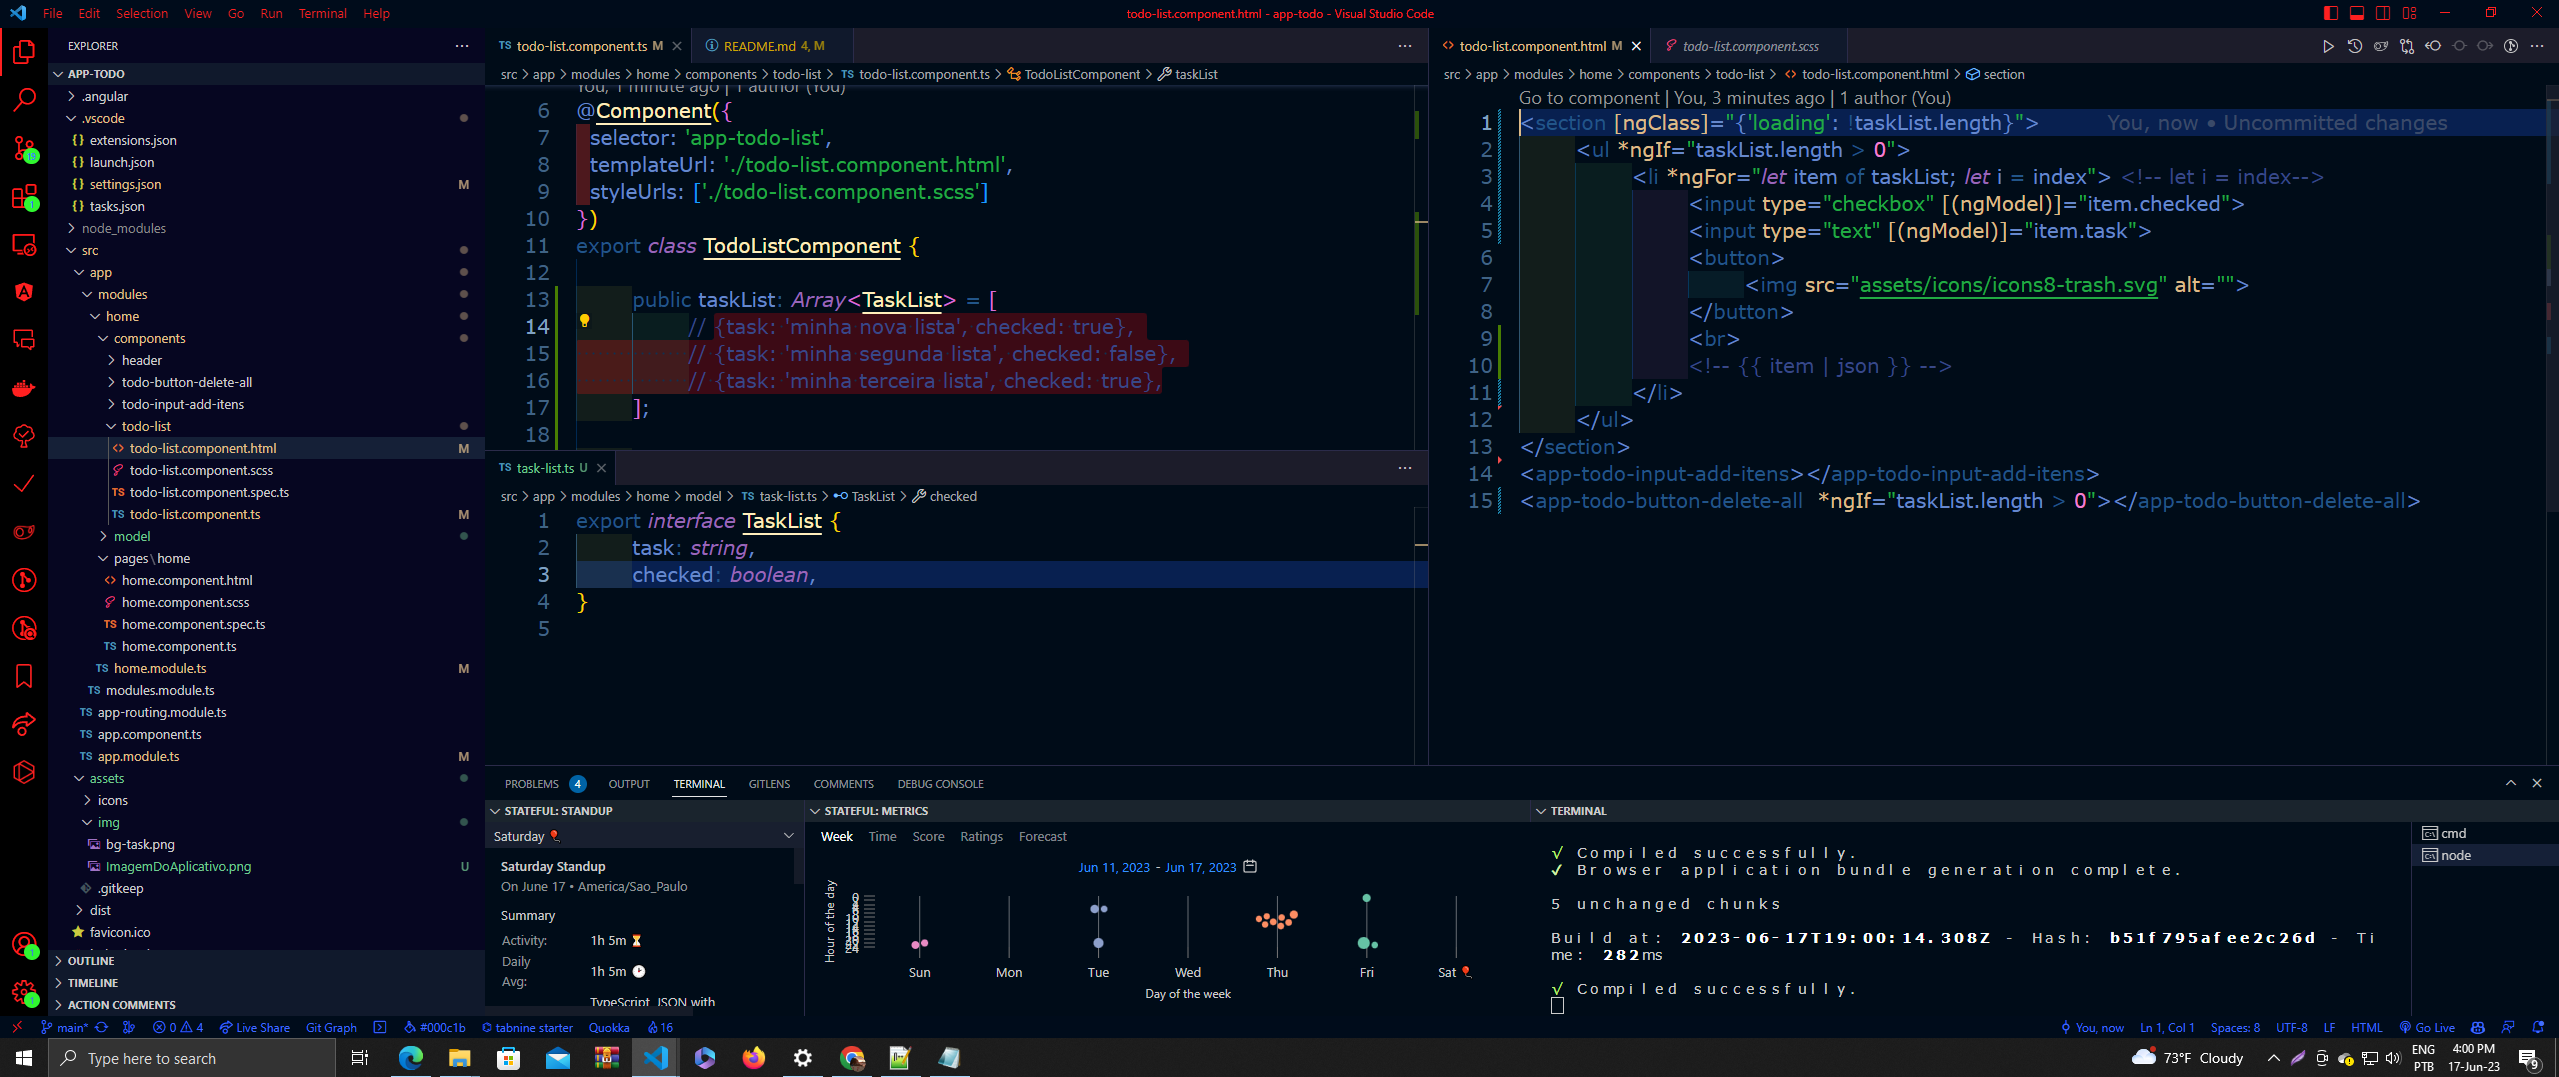 File Edit Selection View Go Run Terminal Help
todo-list.component.html - app-todo - Visual Studio Code
EXPLORER
APP-TODO
.angular
.vscode
extensions.json
launch.json
settings.json M
tasks.json
node_modules
src
app
modules
home
components
header
todo-button-delete-all
todo-input-add-itens
todo-list
todo-list.component.html M
todo-list.component.scss
TS todo-list.component.spec.ts
TS todo-list.component.ts M
model
pages\home
home.component.html
home.component.scss
TS home.component.spec.ts
TS home.component.ts
TS home.module.ts M
TS modules.module.ts
TS app-routing.module.ts
TS app.component.ts
TS app.module.ts M
assets
icons
img
bg-task.png
ImagemDoAplicativo.png U
.gitkeep
dist
favicon.ico
OUTLINE
TIMELINE
ACTION COMMENTS
TS todo-list.component.ts M README.md 4, M
src > app > modules > home > components > todo-list > TS todo-list.component.ts > TodoListComponent > taskList
You, 1 minute ago | 1 author (You)
6 @Component({
7 selector: 'app-todo-list',
8 templateUrl: './todo-list.component.html',
9 styleUrls: ['./todo-list.component.scss']
10 })
11 export class TodoListComponent {
12
13 public taskList: Array<TaskList> = [
14 // {task: 'minha nova lista', checked: true},
15 // {task: 'minha segunda lista', checked: false},
16 // {task: 'minha terceira lista', checked: true},
17 ];
18
TS task-list.ts U
src > app > modules > home > model > TS task-list.ts > TaskList > checked
1 export interface TaskList {
2 task: string,
3 checked: boolean,
4 }
5
todo-list.component.html M todo-list.component.scss
src > app > modules > home > components > todo-list > todo-list.component.html > section
Go to component | You, 3 minutes ago | 1 author (You)
1 <section [ngClass]="{'loading': !taskList.length}"> You, now • Uncommitted changes
2 <ul *ngIf="taskList.length > 0">
3 <li *ngFor="let item of taskList; let i = index"> <!-- let i = index-->
4 <input type="checkbox" [(ngModel)]="item.checked">
5 <input type="text" [(ngModel)]="item.task">
6 <button>
7 <img src="assets/icons/icons8-trash.svg" alt="">
8 </button>
9 <br>
10 <!-- {{ item | json }} -->
11 </li>
12 </ul>
13 </section>
14 <app-todo-input-add-itens></app-todo-input-add-itens>
15 <app-todo-button-delete-all *ngIf="taskList.length > 0"></app-todo-button-delete-all>
PROBLEMS 4 OUTPUT TERMINAL GITLENS COMMENTS DEBUG CONSOLE
STATEFUL: STANDUP
Saturday
Saturday Standup
On June 17 • America/Sao_Paulo
Summary
Activity: 1h 5m
Daily Avg: 1h 5m
TypeScript, JSON with
STATEFUL: METRICS
Week Time Score Ratings Forecast
Jun 11, 2023 - Jun 17, 2023
Hour of the day
Sun Mon Tue Wed Thu Fri Sat
Day of the week
TERMINAL
√ Compiled successfully.
✔ Browser application bundle generation complete.
5 unchanged chunks
Build at: 2023-06-17T19:00:14.308Z - Hash: b51f795afee2c26d - Ti
me: 282ms
√ Compiled successfully.
cmd
node
main* 0 4 Live Share Git Graph #000c1b tabnine starter Quokka 16
You, now Ln 1, Col 1 Spaces: 8 UTF-8 LF HTML Go Live
Type here to search
73°F Cloudy
ENG
PTB
4:00 PM
17-Jun-23
9